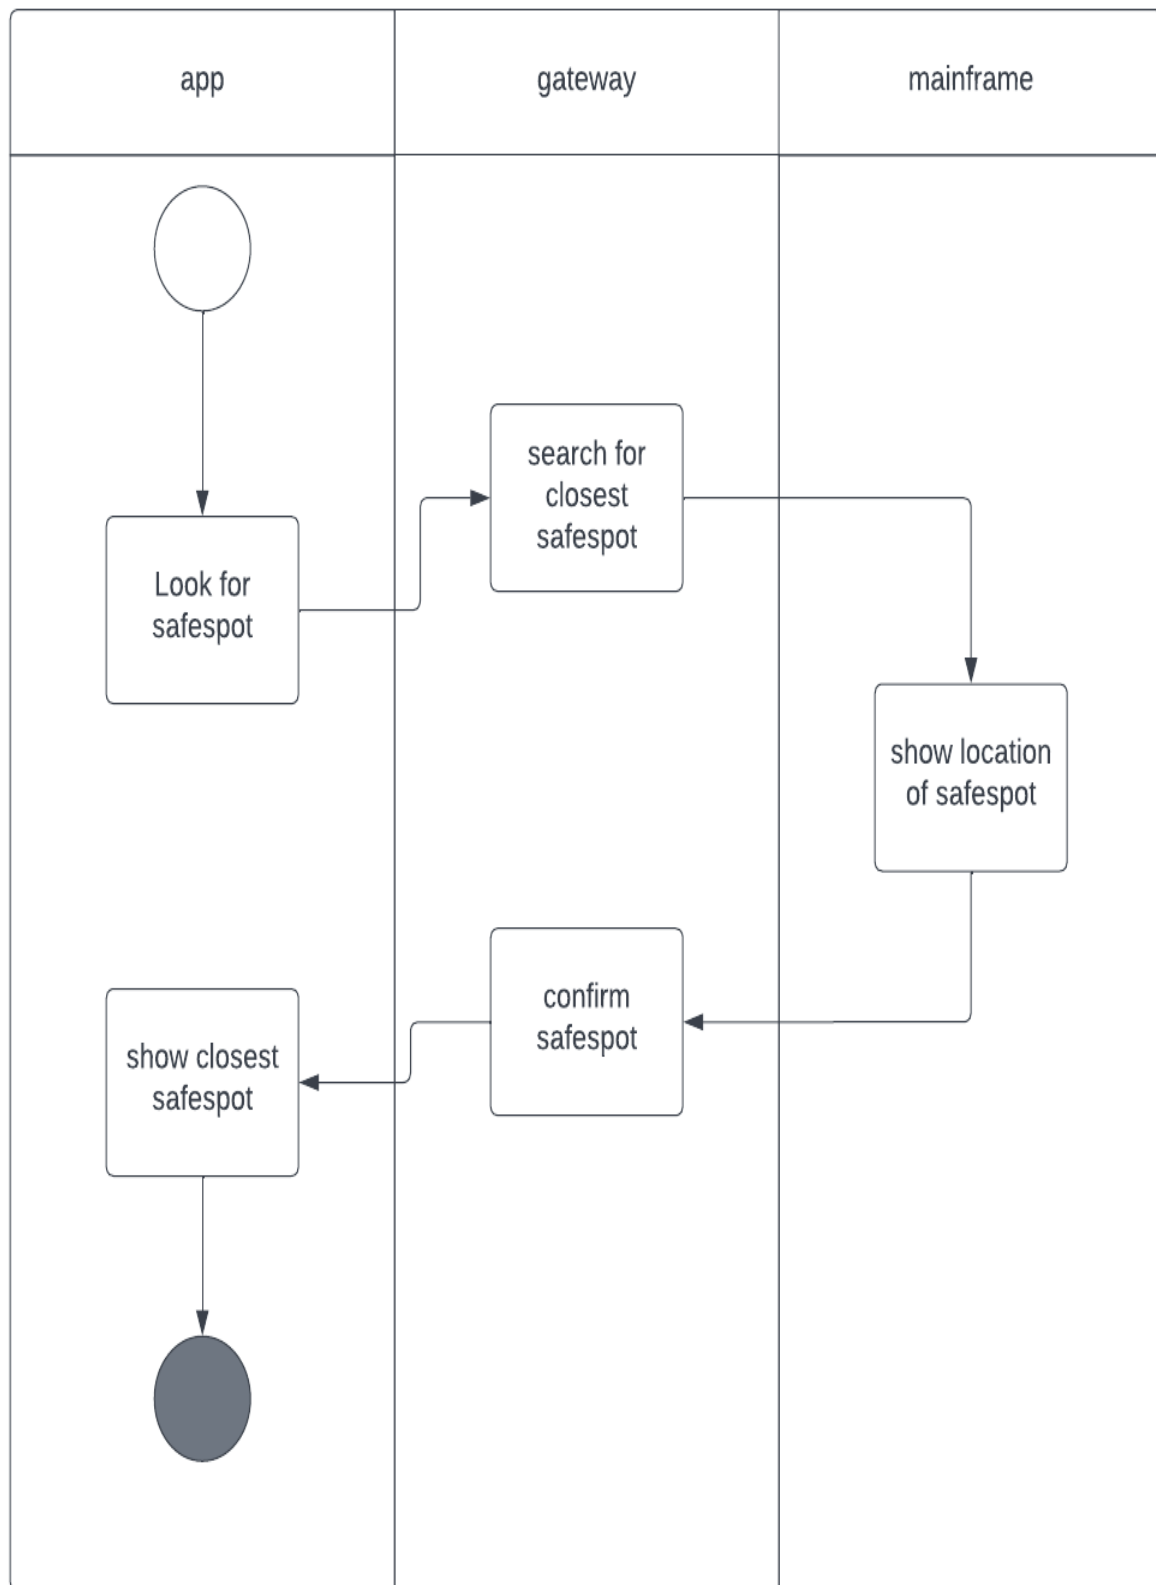 app
gateway
mainframe
search for
closest
safespot
Look for
safespot
show location
of safespot
confirm
safespot
show closest
safespot